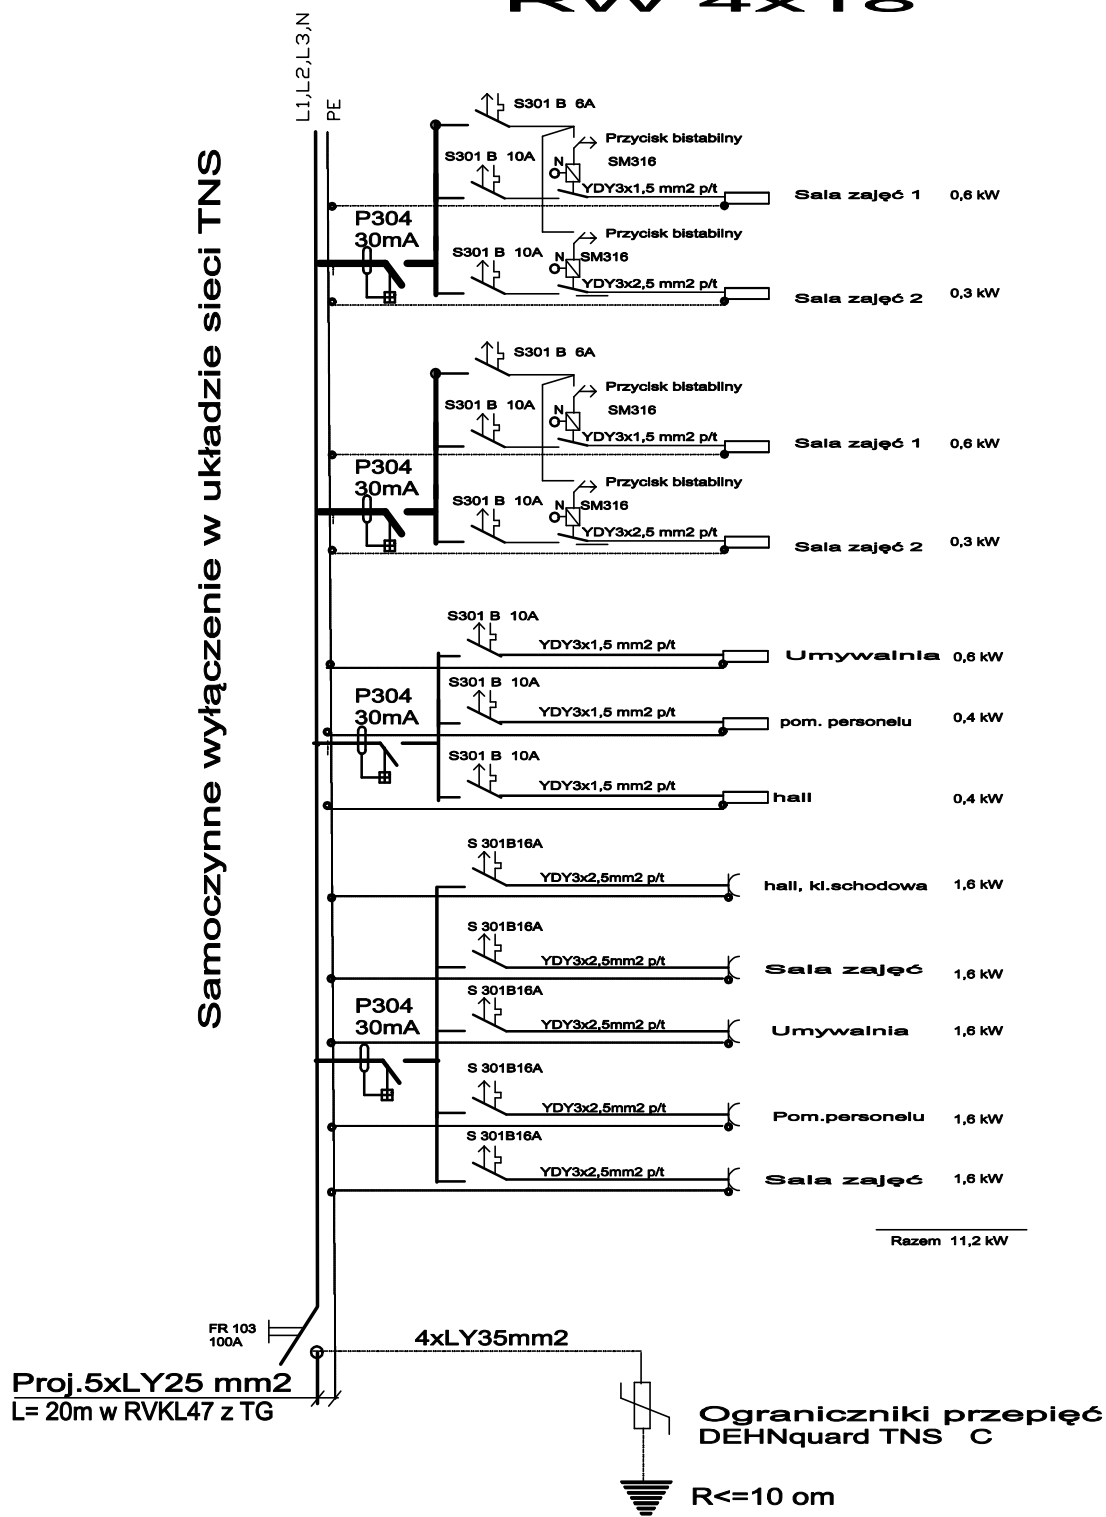 RW 4x18
L1,L2,L3,N
PE
Samoczynne wyłączenie w układzie sieci TNS
S301 B 6A
Przycisk bistabilny
S301 B 10A
N
SM316
YDY3x1,5 mm2 p/t
Sala zajęć 1
0,6 kW
P304
30mA
Przycisk bistabilny
S301 B 10A
N
SM316
YDY3x2,5 mm2 p/t
Sala zajęć 2
0,3 kW
S301 B 6A
Przycisk bistabilny
S301 B 10A
N
SM316
YDY3x1,5 mm2 p/t
Sala zajęć 1
0,6 kW
P304
30mA
Przycisk bistabilny
S301 B 10A
N
SM316
YDY3x2,5 mm2 p/t
Sala zajęć 2
0,3 kW
S301 B 10A
YDY3x1,5 mm2 p/t
Umywalnia
0,6 kW
S301 B 10A
P304
30mA
YDY3x1,5 mm2 p/t
pom. personelu
0,4 kW
S301 B 10A
YDY3x1,5 mm2 p/t
hall
0,4 kW
S 301B16A
YDY3x2,5mm2 p/t
hall, kl.schodowa
1,6 kW
S 301B16A
YDY3x2,5mm2 p/t
Sala zajęć
1,6 kW
S 301B16A
P304
30mA
YDY3x2,5mm2 p/t
Umywalnia
1,6 kW
S 301B16A
YDY3x2,5mm2 p/t
Pom.personelu
1,6 kW
S 301B16A
YDY3x2,5mm2 p/t
Sala zajęć
1,6 kW
Razem 11,2 kW
FR 103
100A
4xLY35mm2
Proj.5xLY25 mm2
L= 20m w RVKL47 z TG
Ograniczniki przepięć
DEHNquard TNS C
R<=10 om